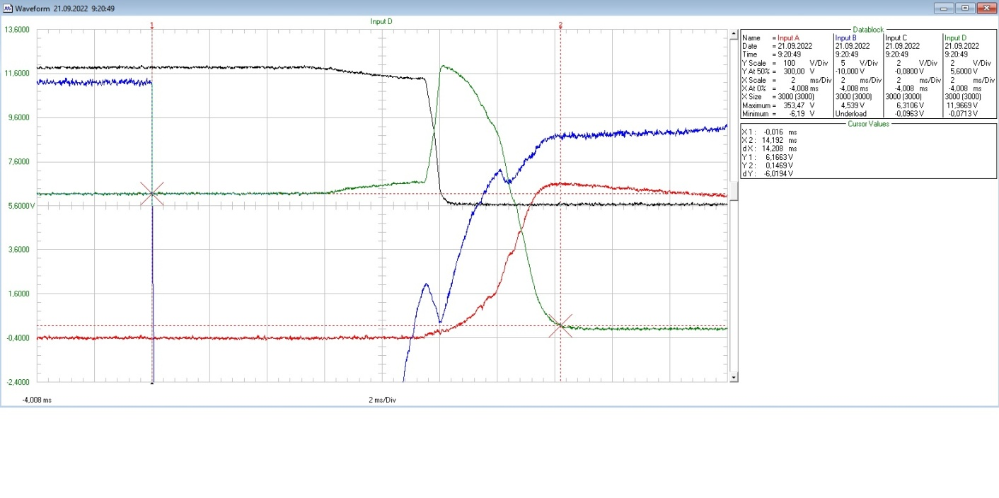 Waveform 21.09.2022 9:20:49
Input D
1 2
13,6000
11,6000
9,6000
7,6000
5,6000V
3,6000
1,6000
-0,4000
-2,4000
-4,008 ms
2 ms/Div
Datablock
Name = Input A Input B Input C Input D
Date = 21.09.2022 21.09.2022 21.09.2022 21.09.2022
Time = 9:20:49 9:20:49 9:20:49 9:20:49
Y Scale = 100 V/Div 5 V/Div 2 V/Div 2 V/Div
Y At 50% = 300,00 V -10,000 V -0,0800 V 5,6000 V
X Scale = 2 ms/Div 2 ms/Div 2 ms/Div 2 ms/Div
X At 0% = -4,008 ms -4,008 ms -4,008 ms -4,008 ms
X Size = 3000 (3000) 3000 (3000) 3000 (3000) 3000 (3000)
Maximum = 353,47 V 4,539 V 6,3106 V 11,9669 V
Minimum = -6,19 V Underload -0,0963 V -0,0713 V
Cursor Values
X 1 : -0,016 ms
X 2 : 14,192 ms
dX : 14,208 ms
Y 1 : 6,1663 V
Y 2 : 0,1469 V
dY : -6,0194 V